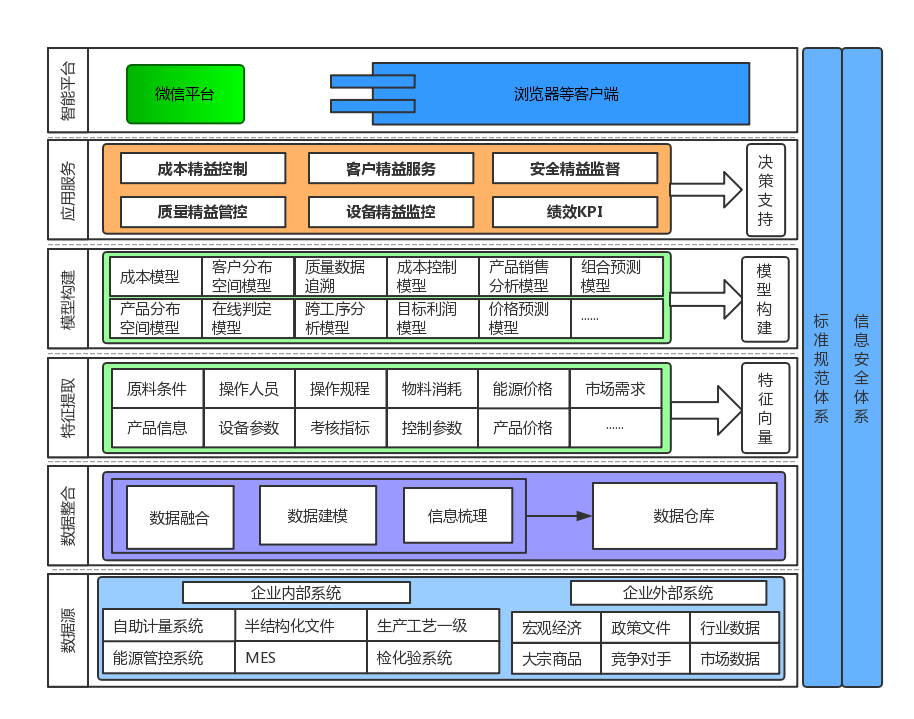 智能平台
微信平台
浏览器等客户端
应用服务
成本精益控制
客户精益服务
安全精益监督
质量精益管控
设备精益监控
绩效KPI
决策支持
模型构建
成本模型
客户分布
空间模型
质量数据
追溯
成本控制
模型
产品销售
分析模型
组合预测
模型
产品分布
空间模型
在线判定
模型
跨工序分
析模型
目标利润
模型
价格预测
模型
......
模型构建
特征提取
原料条件
操作人员
操作规程
物料消耗
能源价格
市场需求
产品信息
设备参数
考核指标
控制参数
产品价格
......
特征向量
数据整合
数据融合
数据建模
信息梳理
数据仓库
数据源
企业内部系统
自助计量系统
半结构化文件
生产工艺一级
能源管控系统
MES
检化验系统
企业外部系统
宏观经济
政策文件
行业数据
大宗商品
竞争对手
市场数据
标准规范体系
信息安全体系